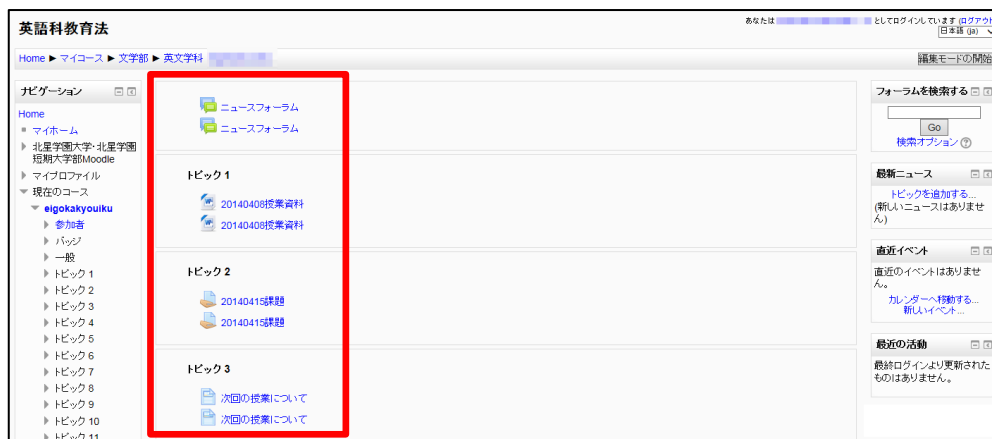 英語科教育法
あなたは としてログインしています (ログアウト
日本語 (ja)
Home ► マイコース ► 文学部 ► 英文学科
編集モードの開始
ナビゲーション
Home
マイホーム
北星学園大学・北星学園
短期大学部Moodle
マイプロファイル
現在のコース
eigokakyouiku
参加者
バッジ
一般
トピック 1
トピック 2
トピック 3
トピック 4
トピック 5
トピック 6
トピック 7
トピック 8
トピック 9
トピック 10
トピック 11
ニュースフォーラム
ニュースフォーラム
トピック 1
20140408授業資料
20140408授業資料
トピック 2
20140415課題
20140415課題
トピック 3
次回の授業について
次回の授業について
フォーラムを検索する
Go
検索オプション
最新ニュース
トピックを追加する...
(新しいニュースはありませ
ん)
直近イベント
直近のイベントはありませ
ん。
カレンダーへ移動する...
新しいイベント...
最近の活動
最終ログインより更新された
ものはありません。